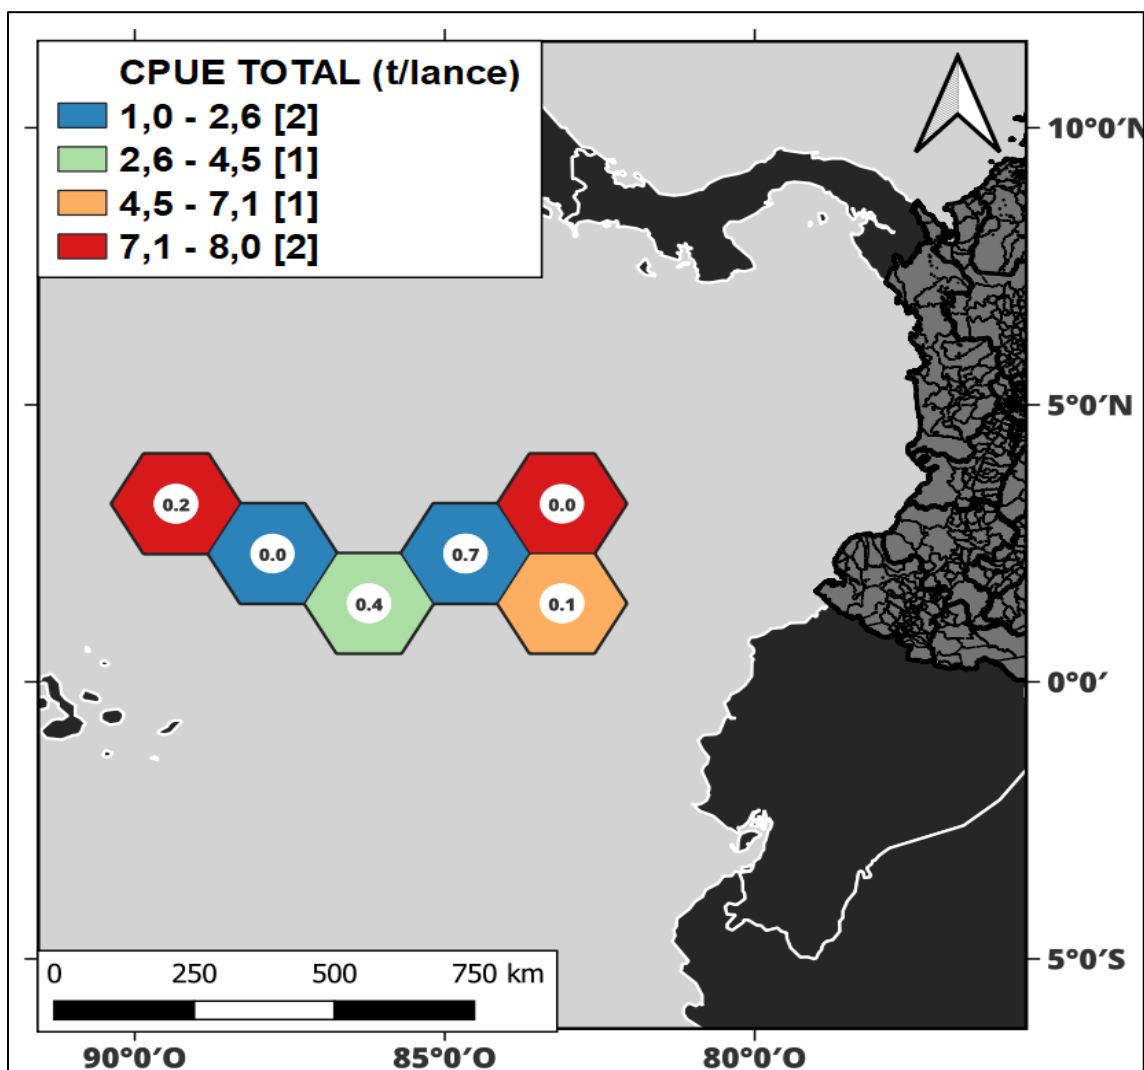 CPUE TOTAL (t/lance)
1,0 - 2,6 [2]
2,6 - 4,5 [1]
4,5 - 7,1 [1]
7,1 - 8,0 [2]
10°0′N
5°0′N
0.2
0.0
0.0
0.7
0.4
0.1
0°0′
5°0′S
0 250 500 750 km
90°0′O 85°0′O 80°0′O